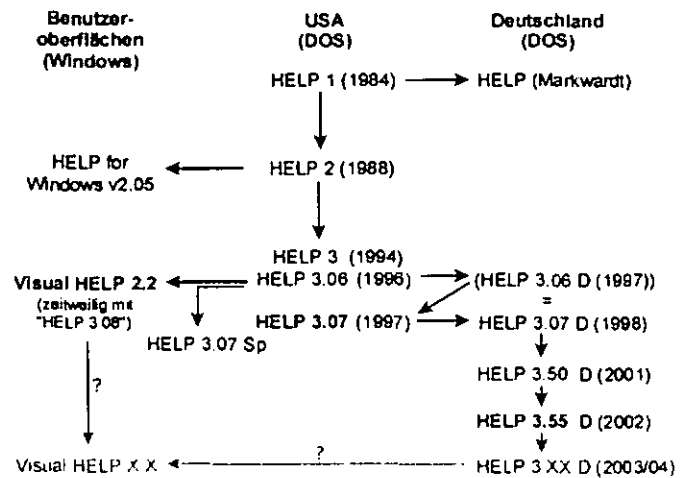 Benutzer-
oberflächen
(Windows)
USA
(DOS)
Deutschland
(DOS)
HELP 1 (1984)
HELP (Markwardt)
HELP for
Windows v2.05
HELP 2 (1988)
HELP 3 (1994)
Visual HELP 2.2
HELP 3.06 (1996)
(HELP 3.06 D (1997))
(zeitweilig mit
"HELP 3.08")
=
HELP 3.07 (1997)
HELP 3.07 D (1998)
HELP 3.07 Sp
HELP 3.50 D (2001)
?
HELP 3.55 D (2002)
?
Visual HELP X.X
HELP 3 XX D (2003/04)